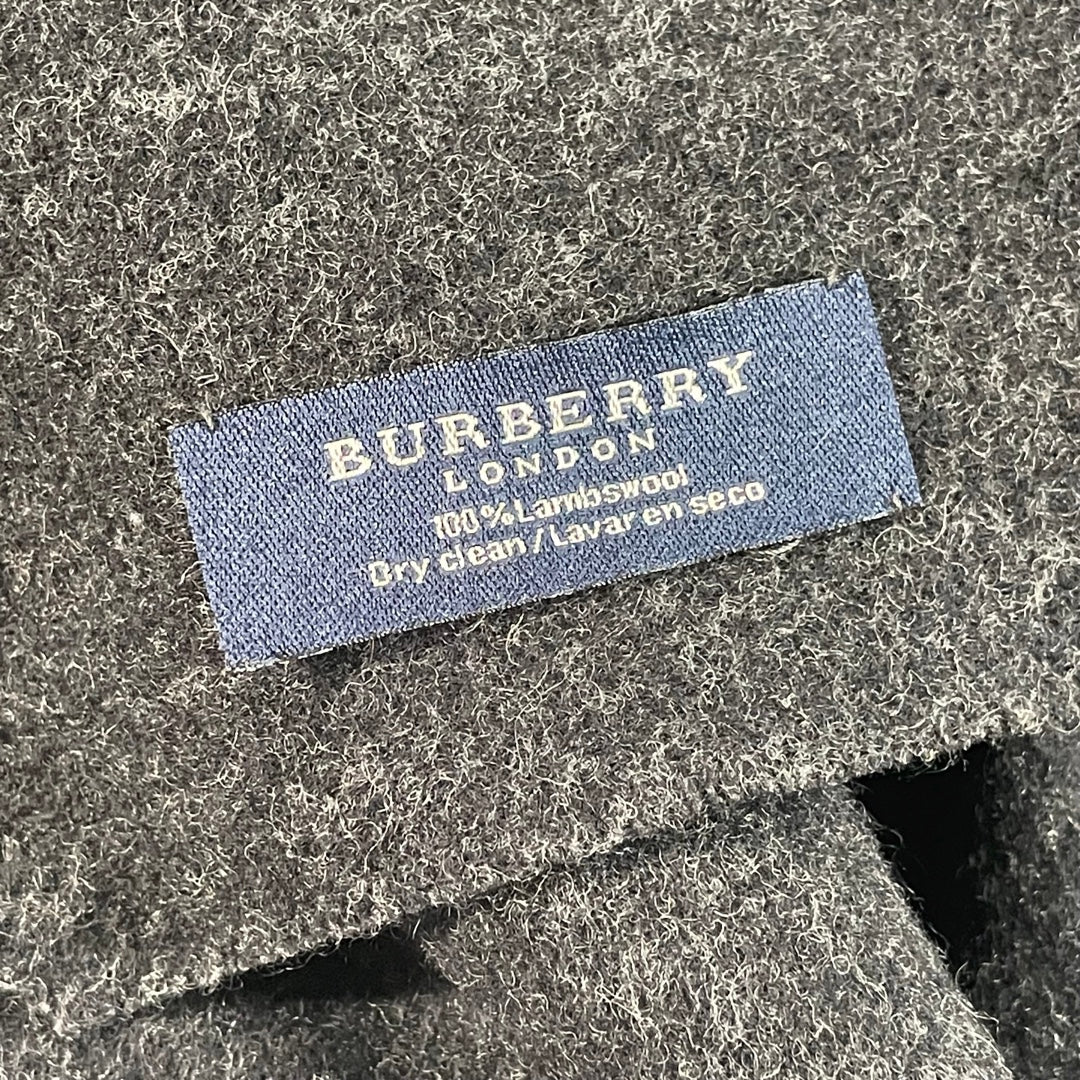 BURBERRY
LONDON
100%Lambswool
Dry clean/Lavar en seco